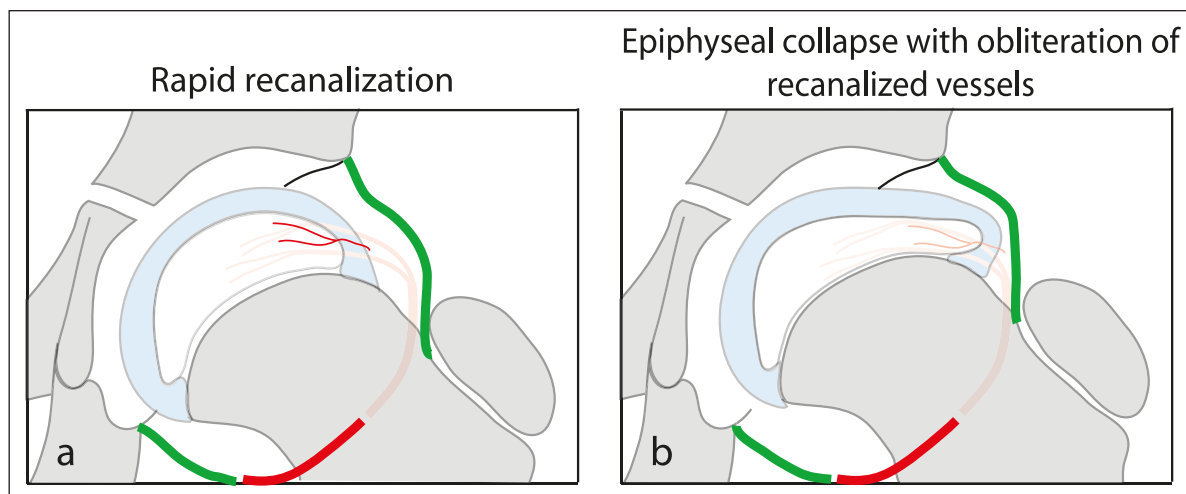 Rapid recanalization
Epiphyseal collapse with obliteration of
recanalized vessels
a
b